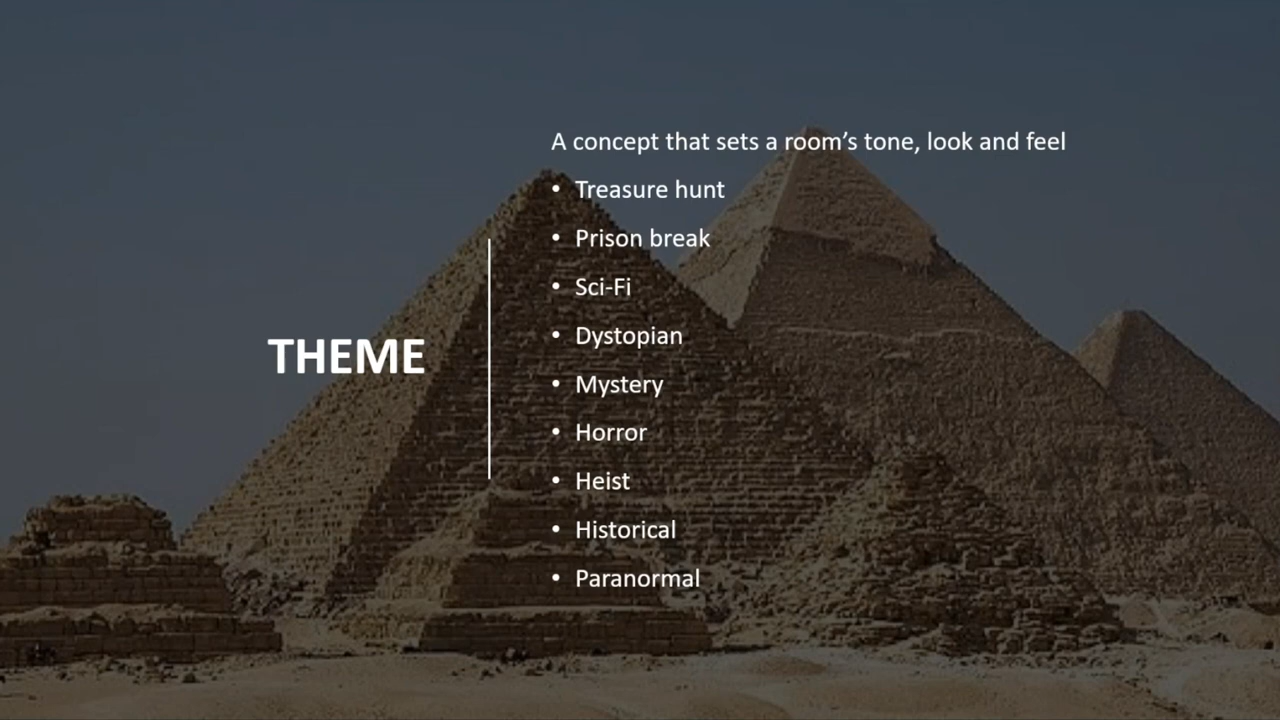 THEME
A concept that sets a room’s tone, look and feel
• Treasure hunt
• Prison break
• Sci-Fi
• Dystopian
• Mystery
• Horror
• Heist
• Historical
• Paranormal